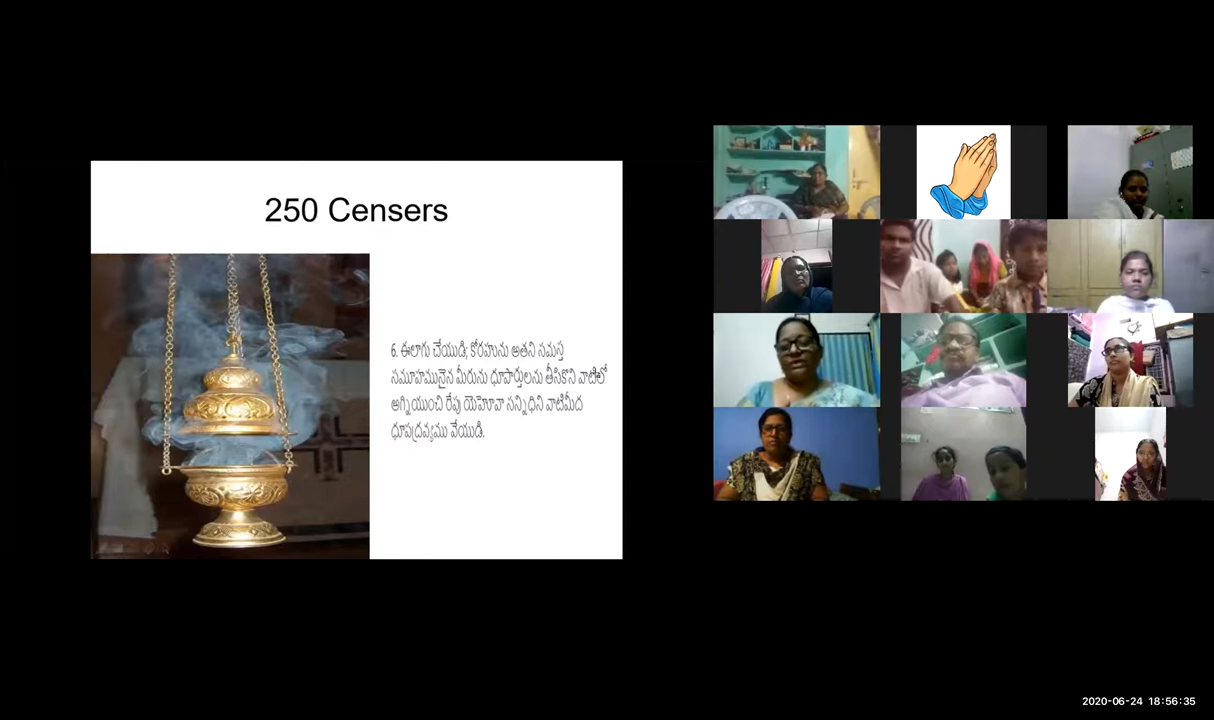 250 Censers
6. ఈలాగు చేయుడి; కోరహును అతని సమస్త
సమూహమునైన మీరును ధూపార్తులను తీసికొని వాటిలో
అగ్నియుంచి రేపు యెహోవా సన్నిధిని వాటిమీద
ధూపద్రవ్యము వేయుడి.
2020-06-24 18:56:35